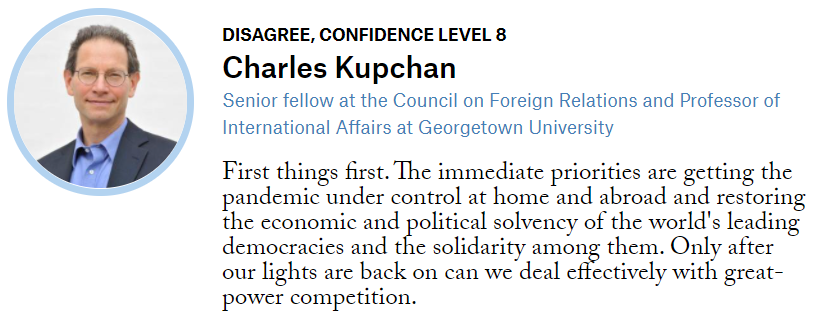 DISAGREE, CONFIDENCE LEVEL 8
Charles Kupchan
Senior fellow at the Council on Foreign Relations and Professor of
International Affairs at Georgetown University
First things first. The immediate priorities are getting the
pandemic under control at home and abroad and restoring
the economic and political solvency of the world's leading
democracies and the solidarity among them. Only after
our lights are back on can we deal effectively with great-
power competition.